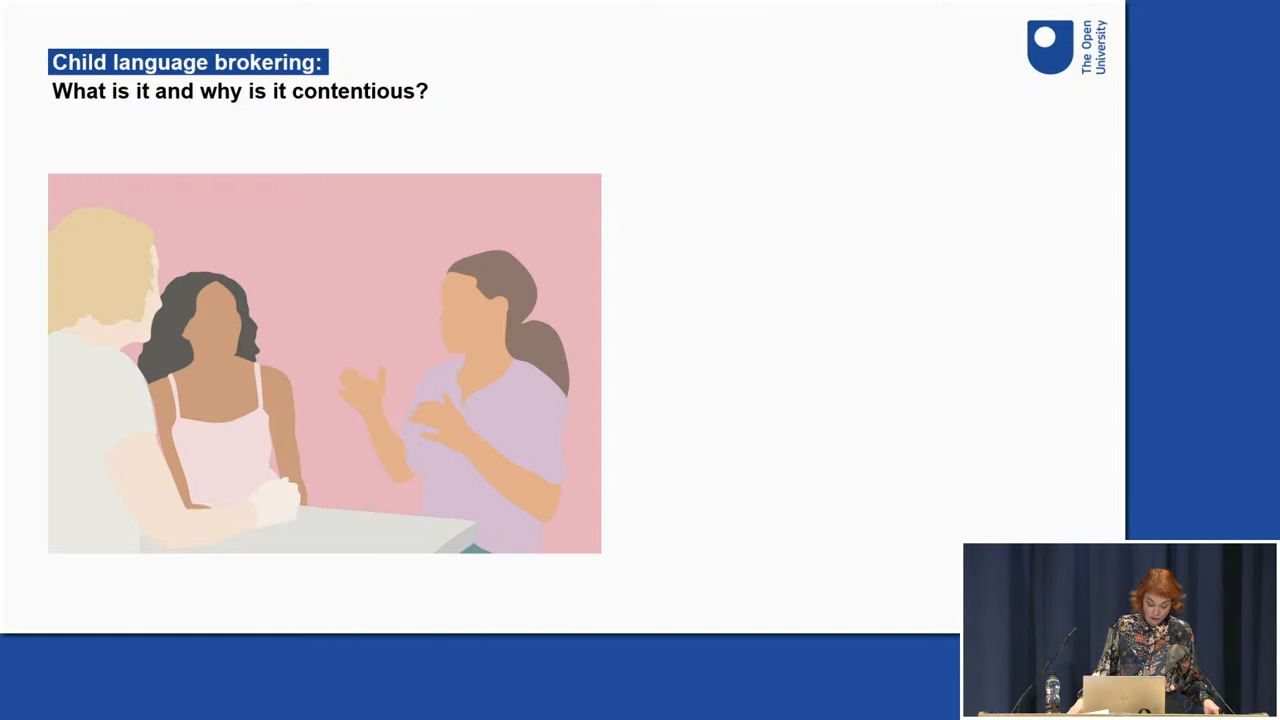 Child language brokering:
What is it and why is it contentious?
The Open
University